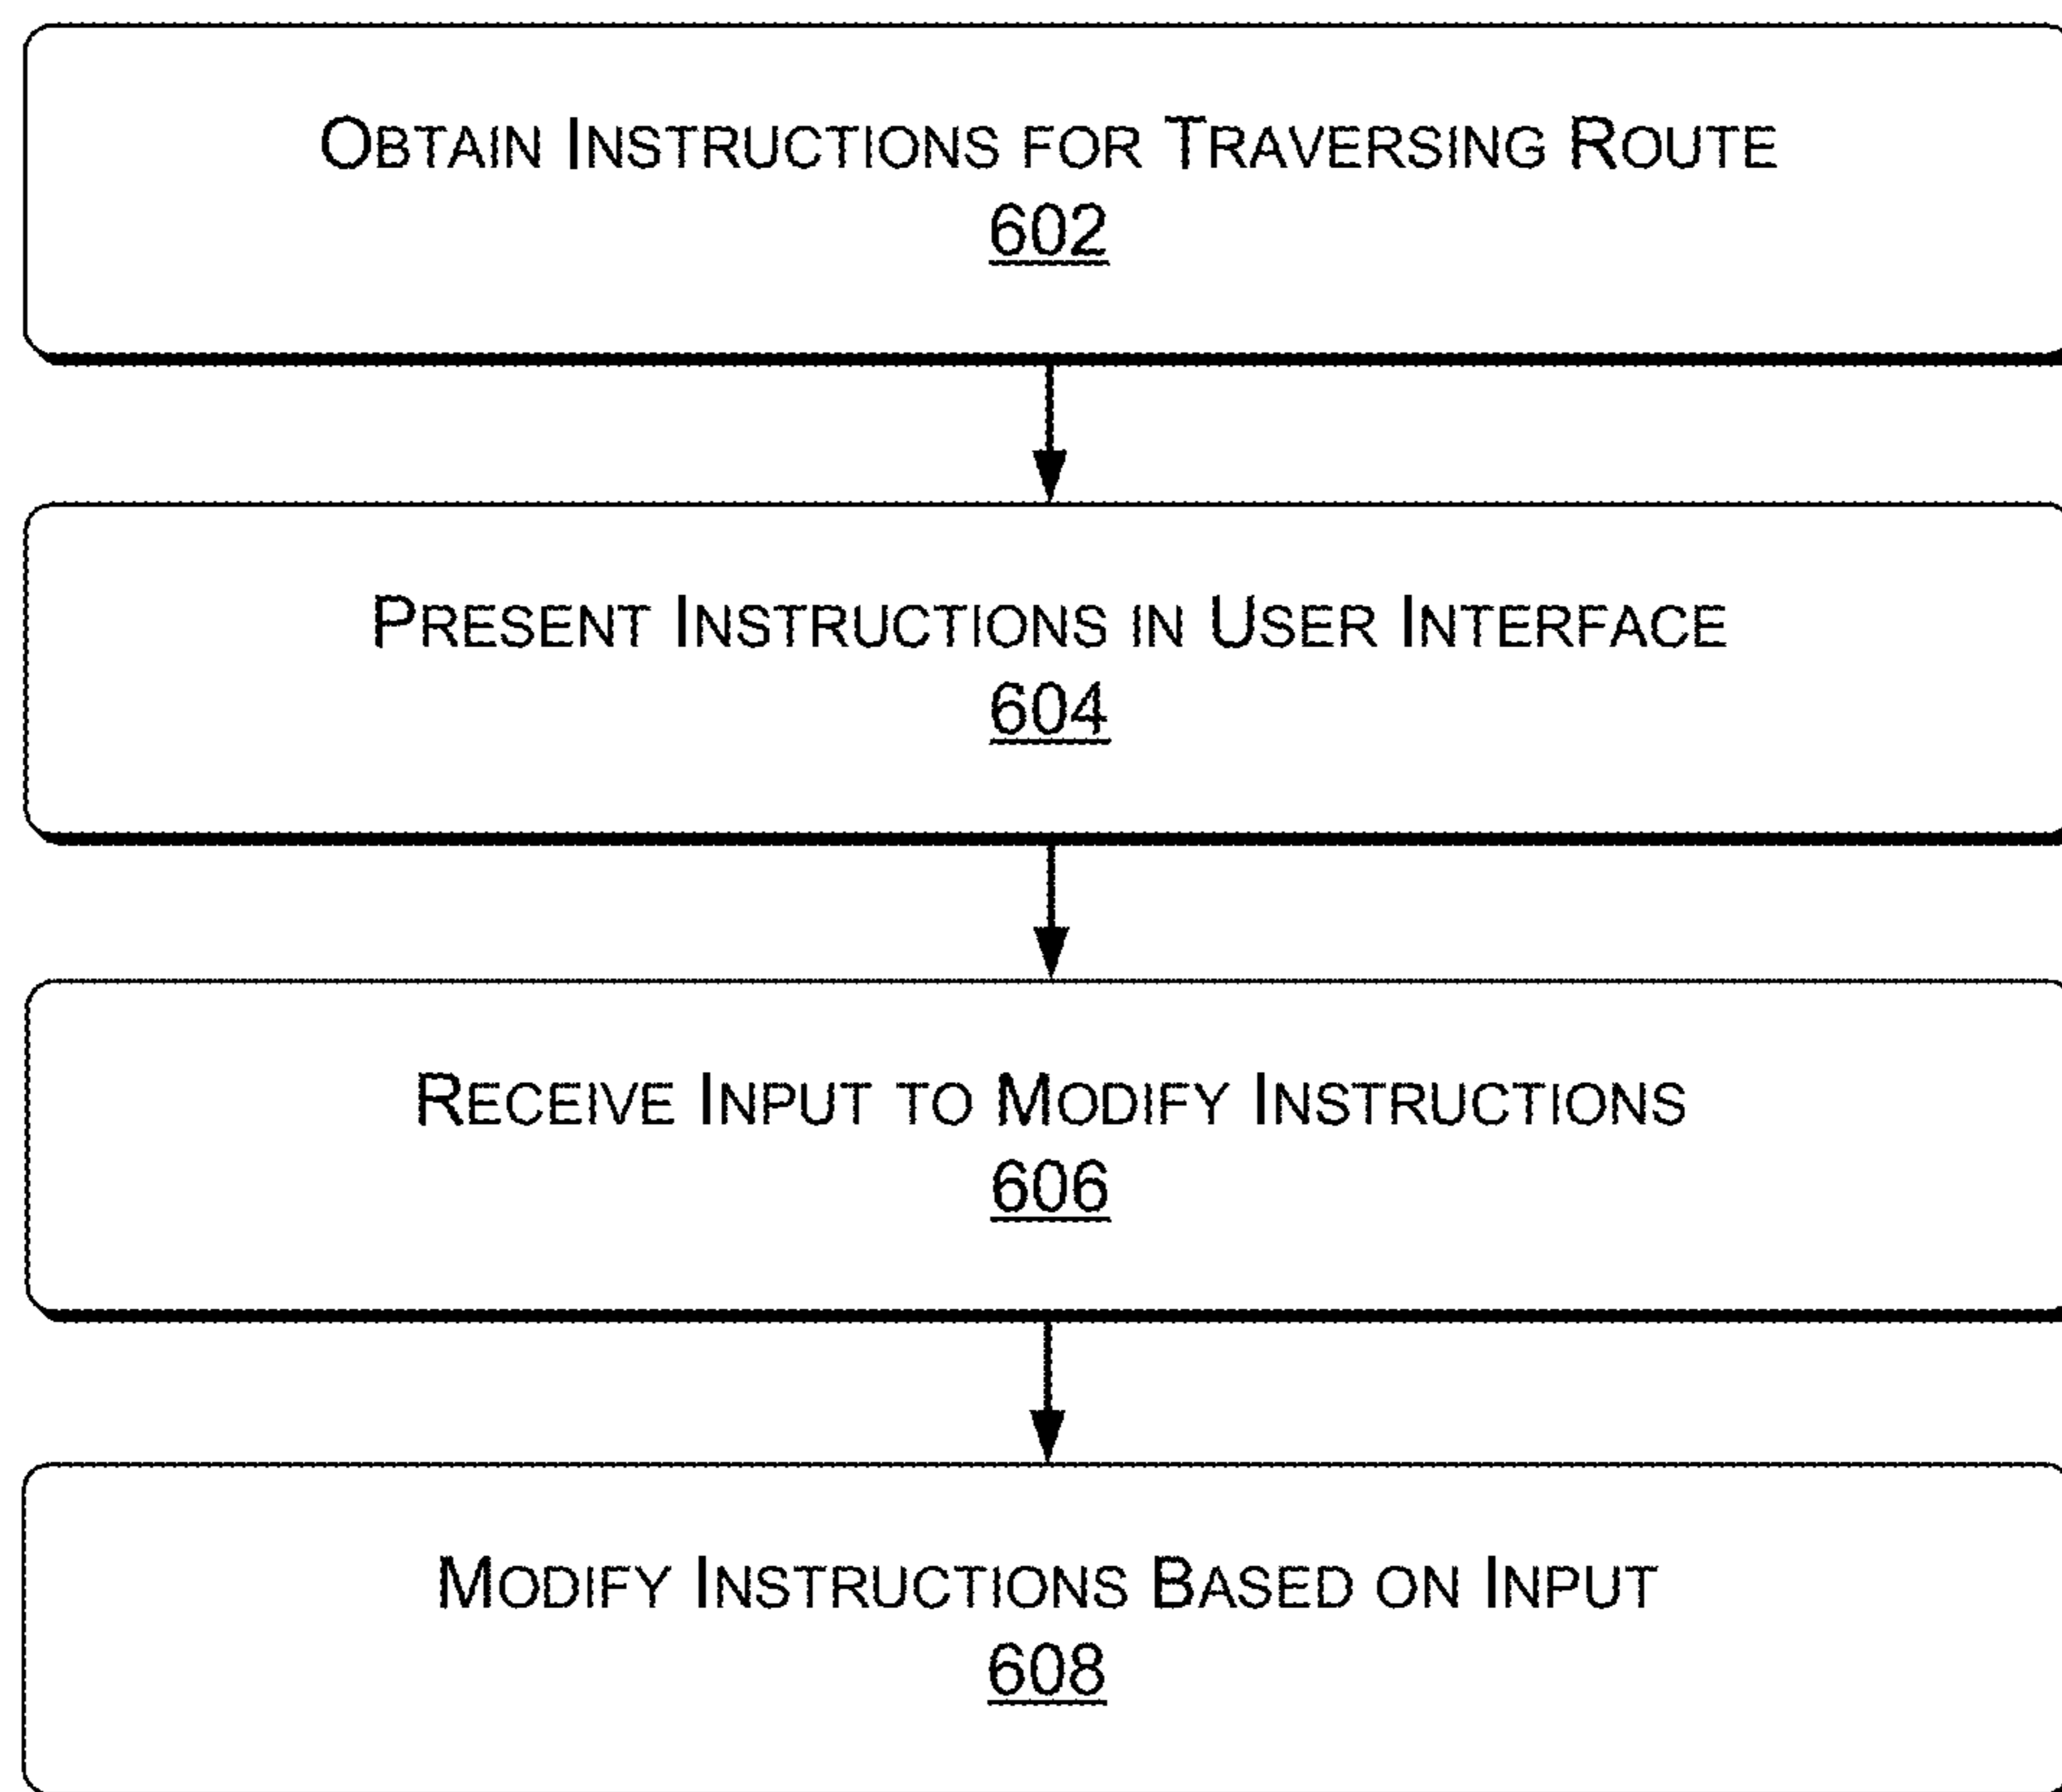 OBTAIN INSTRUCTIONS FOR TRAVERSING ROUTE
602
PRESENT INSTRUCTIONS IN USER INTERFACE
604
RECEIVE INPUT TO MODIFY INSTRUCTIONS
606
MODIFY INSTRUCTIONS BASED ON INPUT
608